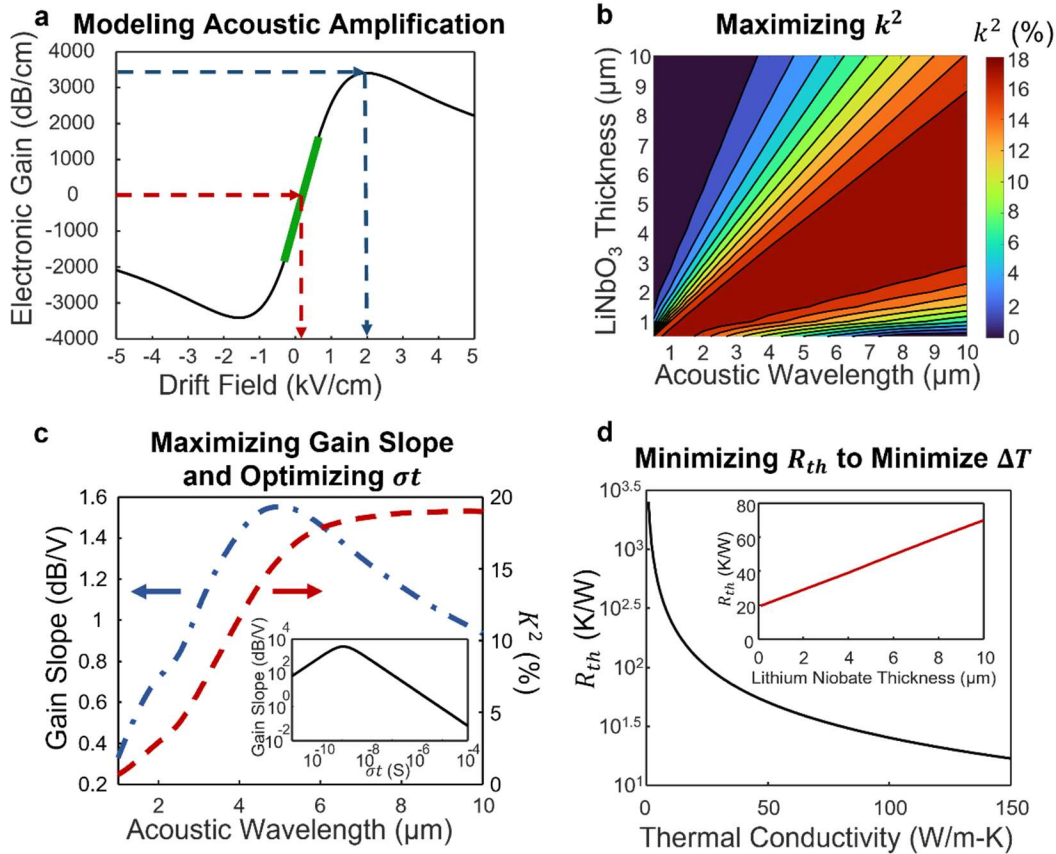 a
Modeling Acoustic Amplification
Electronic Gain (dB/cm)
4000
3000
2000
1000
0
-1000
-2000
-3000
-4000
-5 -4 -3 -2 -1 0 1 2 3 4 5
Drift Field (kV/cm)
b
Maximizing k²
k² (%)
LiNbO₃ Thickness (µm)
10
9
8
7
6
5
4
3
2
1
1 2 3 4 5 6 7 8 9 10
Acoustic Wavelength (µm)
18
16
14
12
10
8
6
4
2
0
c
Maximizing Gain Slope
and Optimizing σt
Gain Slope (dB/V)
1.6
1.4
1.2
1
0.8
0.6
0.4
0.2
2 4 6 8 10
Acoustic Wavelength (µm)
20
15
10
5
0
K² (%)
Gain Slope (dB/V)
10⁴
10⁰
10⁻²
10⁻¹⁰ 10⁻⁸ 10⁻⁶ 10⁻⁴
σt (S)
d
Minimizing Rₜₕ to Minimize ΔT
Rₜₕ (K/W)
10³·⁵
10³
10²·⁵
10²
10¹·⁵
10¹
0 50 100 150
Thermal Conductivity (W/m-K)
Rₜₕ (K/W)
80
60
40
20
0
0 2 4 6 8 10
Lithium Niobate Thickness (µm)